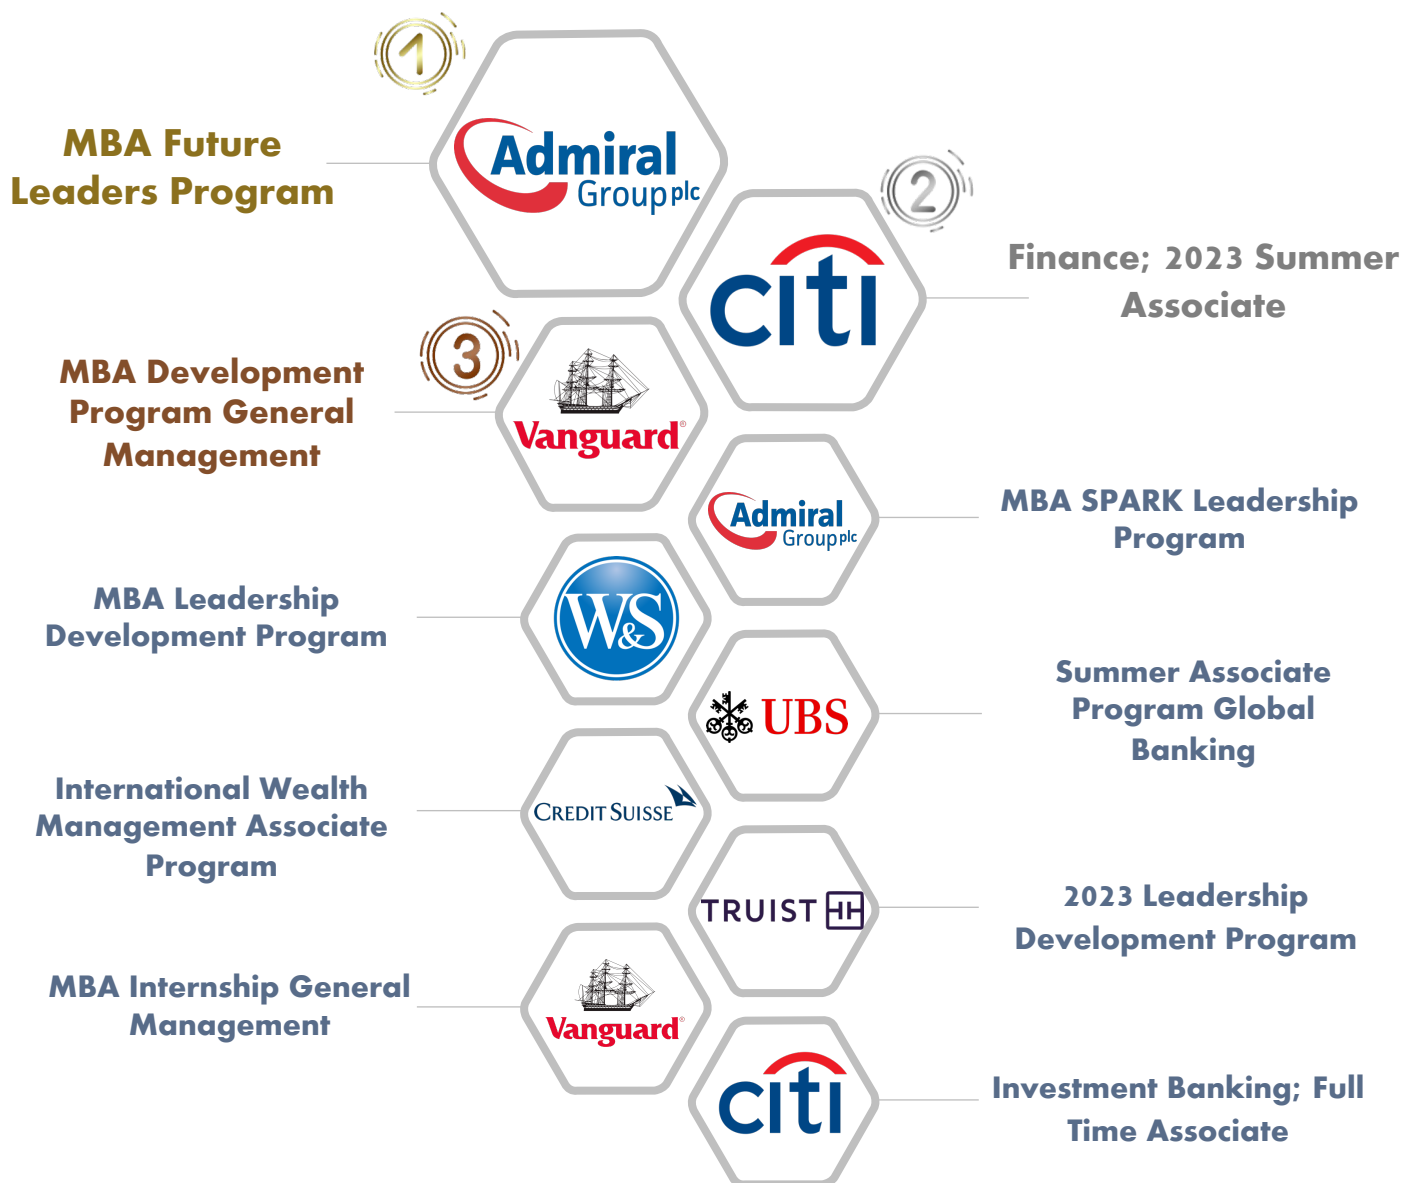 1
MBA Future
Leaders Program
Admiral
Group plc
2
citi
Finance; 2023 Summer
Associate
3
MBA Development
Program General
Management
Vanguard®
Admiral
Group plc
MBA SPARK Leadership
Program
MBA Leadership
Development Program
W&S
UBS
Summer Associate
Program Global
Banking
International Wealth
Management Associate
Program
CREDIT SUISSE
TRUIST
2023 Leadership
Development Program
MBA Internship General
Management
Vanguard®
citi
Investment Banking; Full
Time Associate